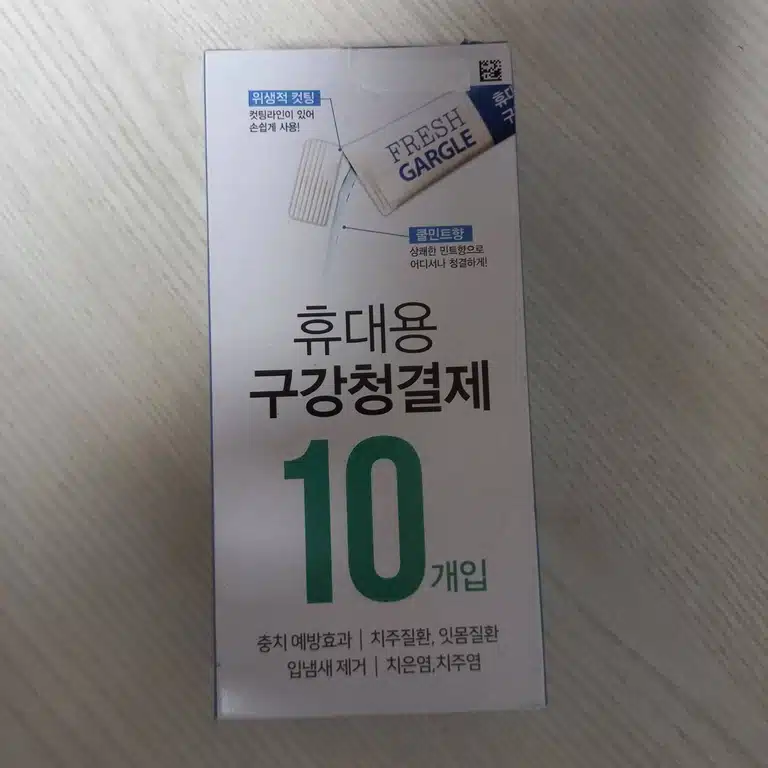 위생적 컷팅
컷팅라인이 있어
손쉽게 사용!
FRESH
GARGLE
쿨민트향
상쾌한 민트향으로
어디서나 청결하게!
휴대용
구강청결제
10개입
충치 예방효과 | 치주질환, 잇몸질환
입냄새 제거 | 치은염,치주염